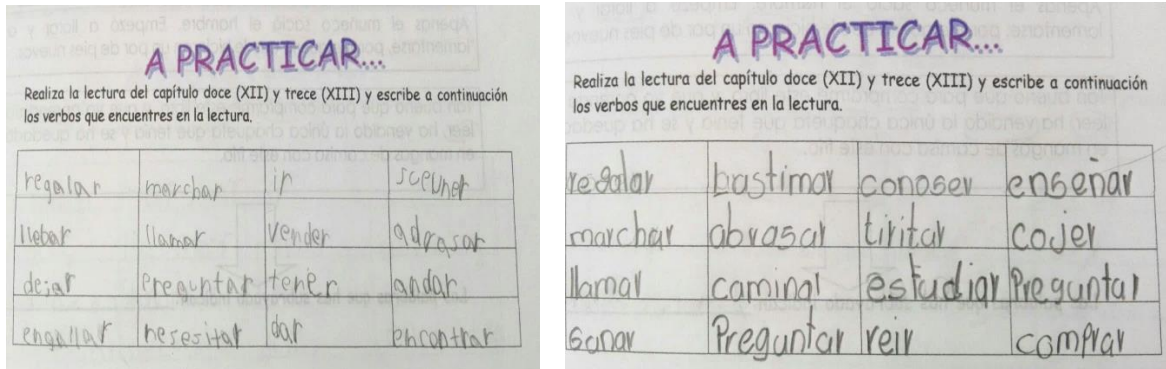 A PRACTICAR...
Realiza la lectura del capítulo doce (XII) y trece (XIII) y escribe a continuación
los verbos que encuentres en la lectura.
regalar marchar ir
llebar llamar vender adrasar
dejar preguntar tener andar
engañar nesesitar dar encontrar
A PRACTICAR...
Realiza la lectura del capítulo doce (XII) y trece (XIII) y escribe a continuación
los verbos que encuentres en la lectura.
regalar bastimar conoser enseñar
marchar abrasar tiritar cojer
llamar caminar estudiar Preguntar
Ganar Preguntar reir comprar